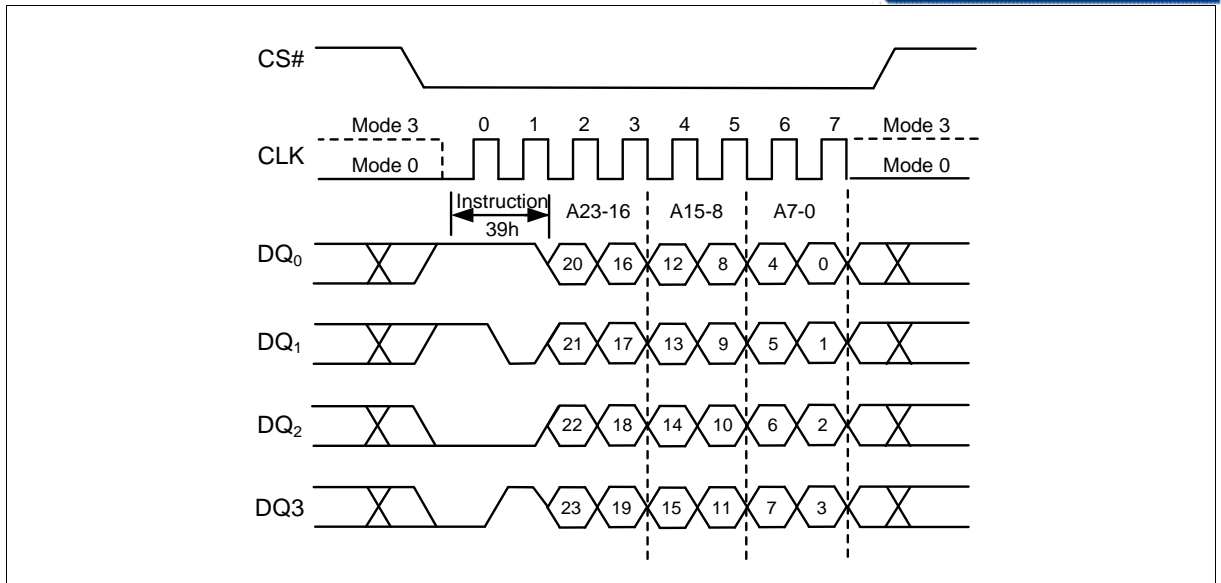 CS#
Mode 3 0 1 2 3 4 5 6 7 Mode 3
CLK
Mode 0 Mode 0
Instruction A23-16 A15-8 A7-0
39h
DQ0
20 16 12 8 4 0
DQ1
21 17 13 9 5 1
DQ2
22 18 14 10 6 2
DQ3
23 19 15 11 7 3